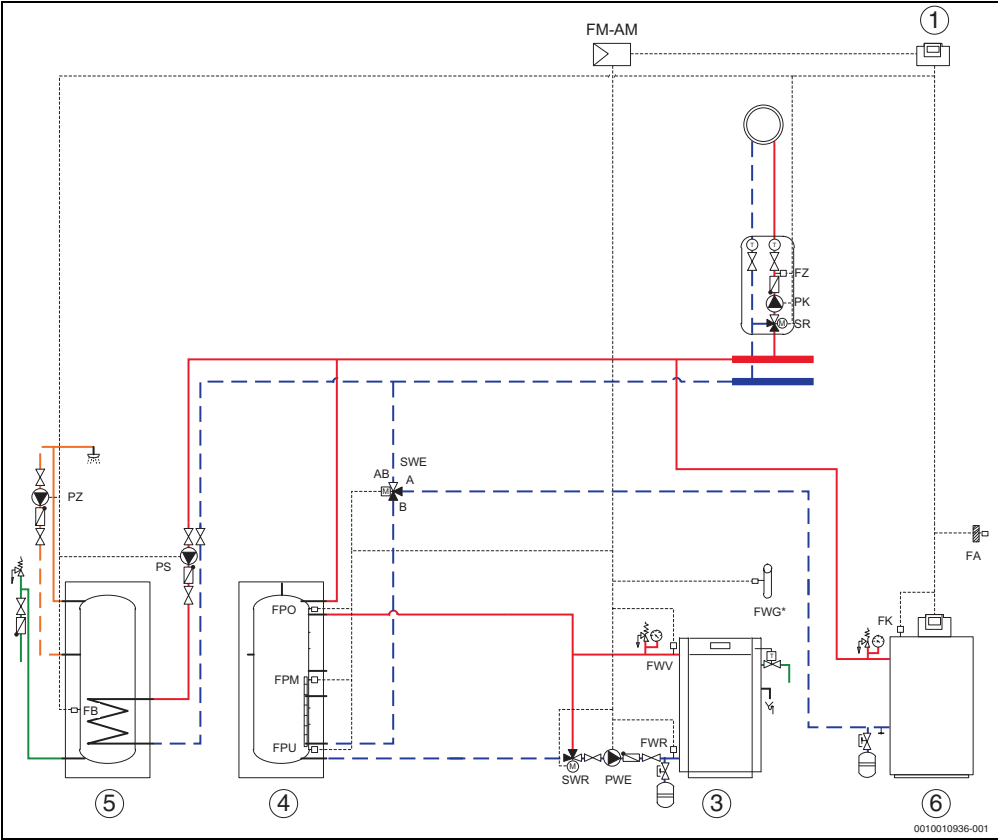 FM-AM
1
T
T
FZ
PK
M
SR
SWE
AB
A
M
B
PZ
PS
FA
FPO
FWG*
FK
T
FWV
FPM
FB
FPU
FWR
M
SWR
PWE
5
4
3
6
0010010936-001